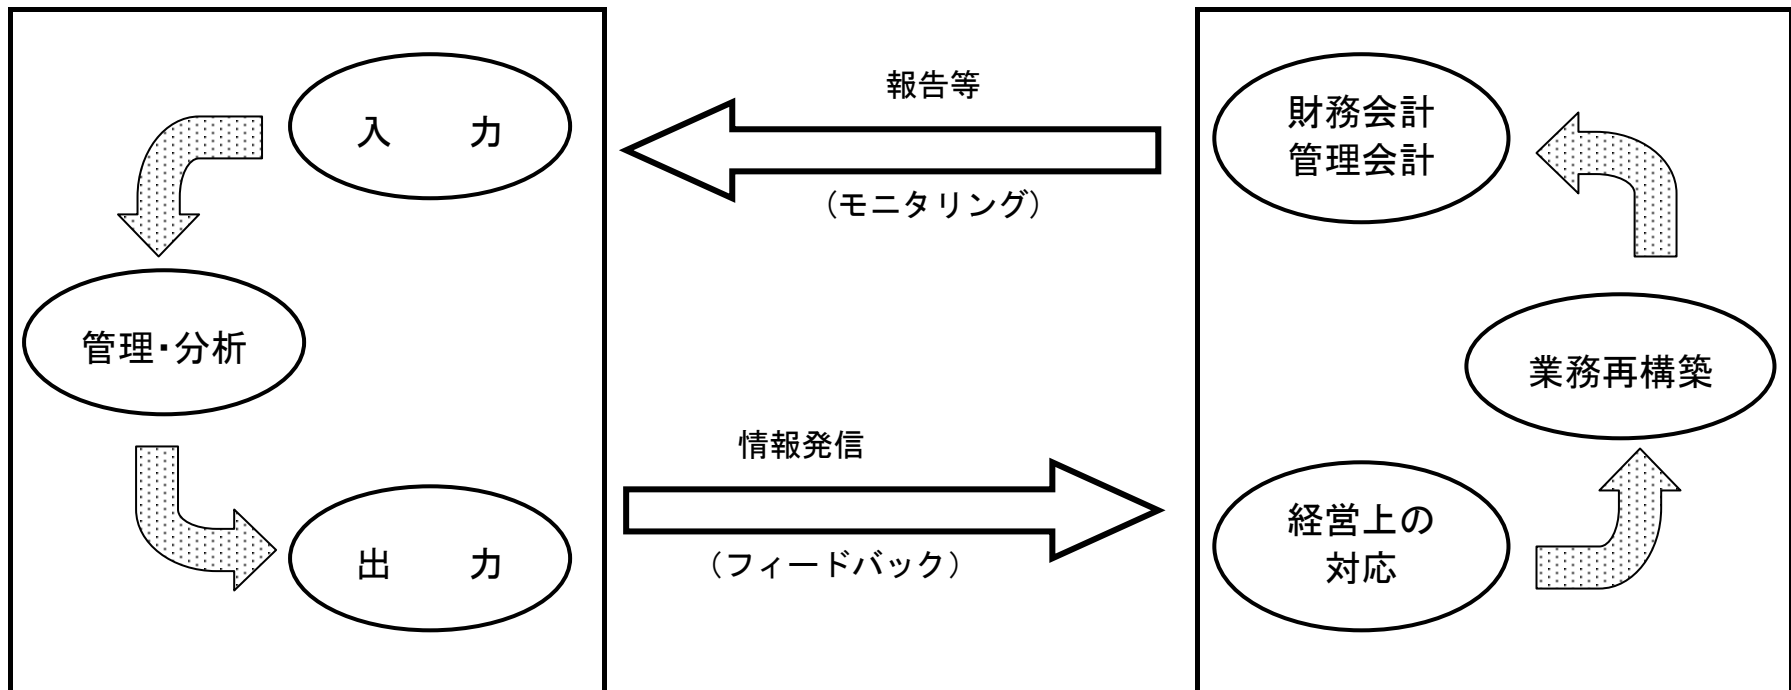 入　　力
管理・分析
出　　力
報告等
（モニタリング）
情報発信
（フィードバック）
財務会計
管理会計
業務再構築
経営上の
対応